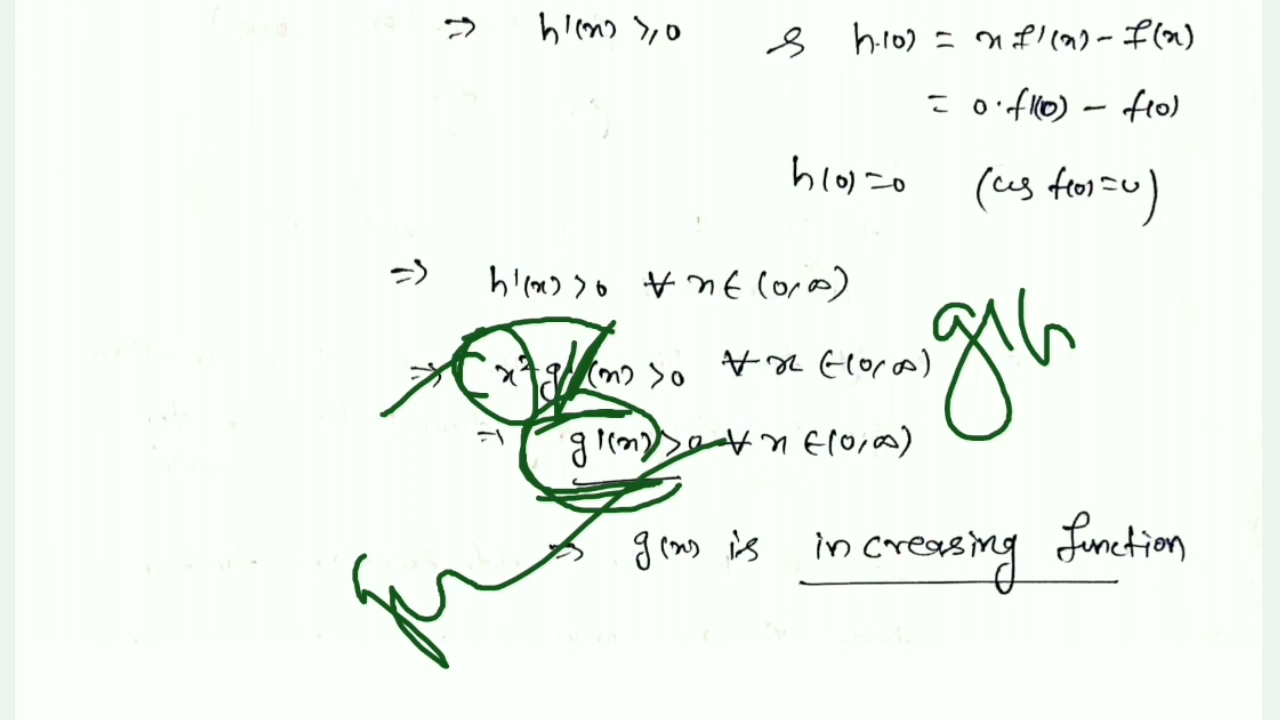 ⇒ h'(x) ≥ 0 & h(0) = x f'(x) - f(x)
= 0·f'(0) - f(0)
h(0) = 0 (as f(0) = 0)
⇒ h'(x) > 0 ∀ x ∈ (0, ∞)
⇒ x² g'(x) > 0 ∀ x ∈ (0, ∞)
⇒ g'(x) > 0 ∀ x ∈ (0, ∞)
⇒ g(x) is increasing function